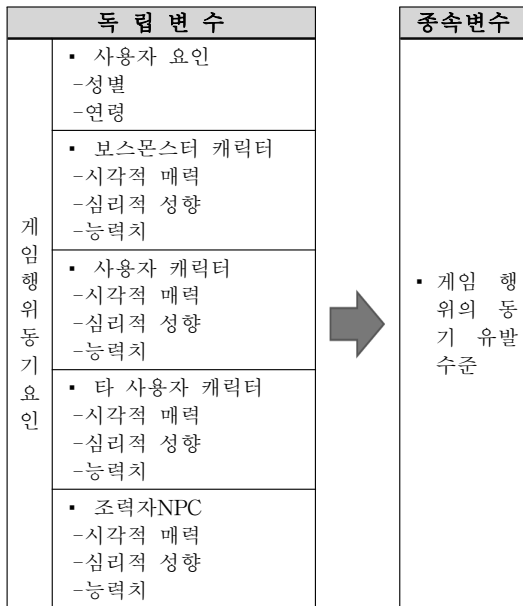 독 립 변 수
게
임
행
위
동
기
요
인
▪ 사용자 요인
-성별
-연령
▪ 보스몬스터 캐릭터
-시각적 매력
-심리적 성향
-능력치
▪ 사용자 캐릭터
-시각적 매력
-심리적 성향
-능력치
▪ 타 사용자 캐릭터
-시각적 매력
-심리적 성향
-능력치
▪ 조력자NPC
-시각적 매력
-심리적 성향
-능력치
종속변수
▪ 게임 행
위의 동
기 유발
수준